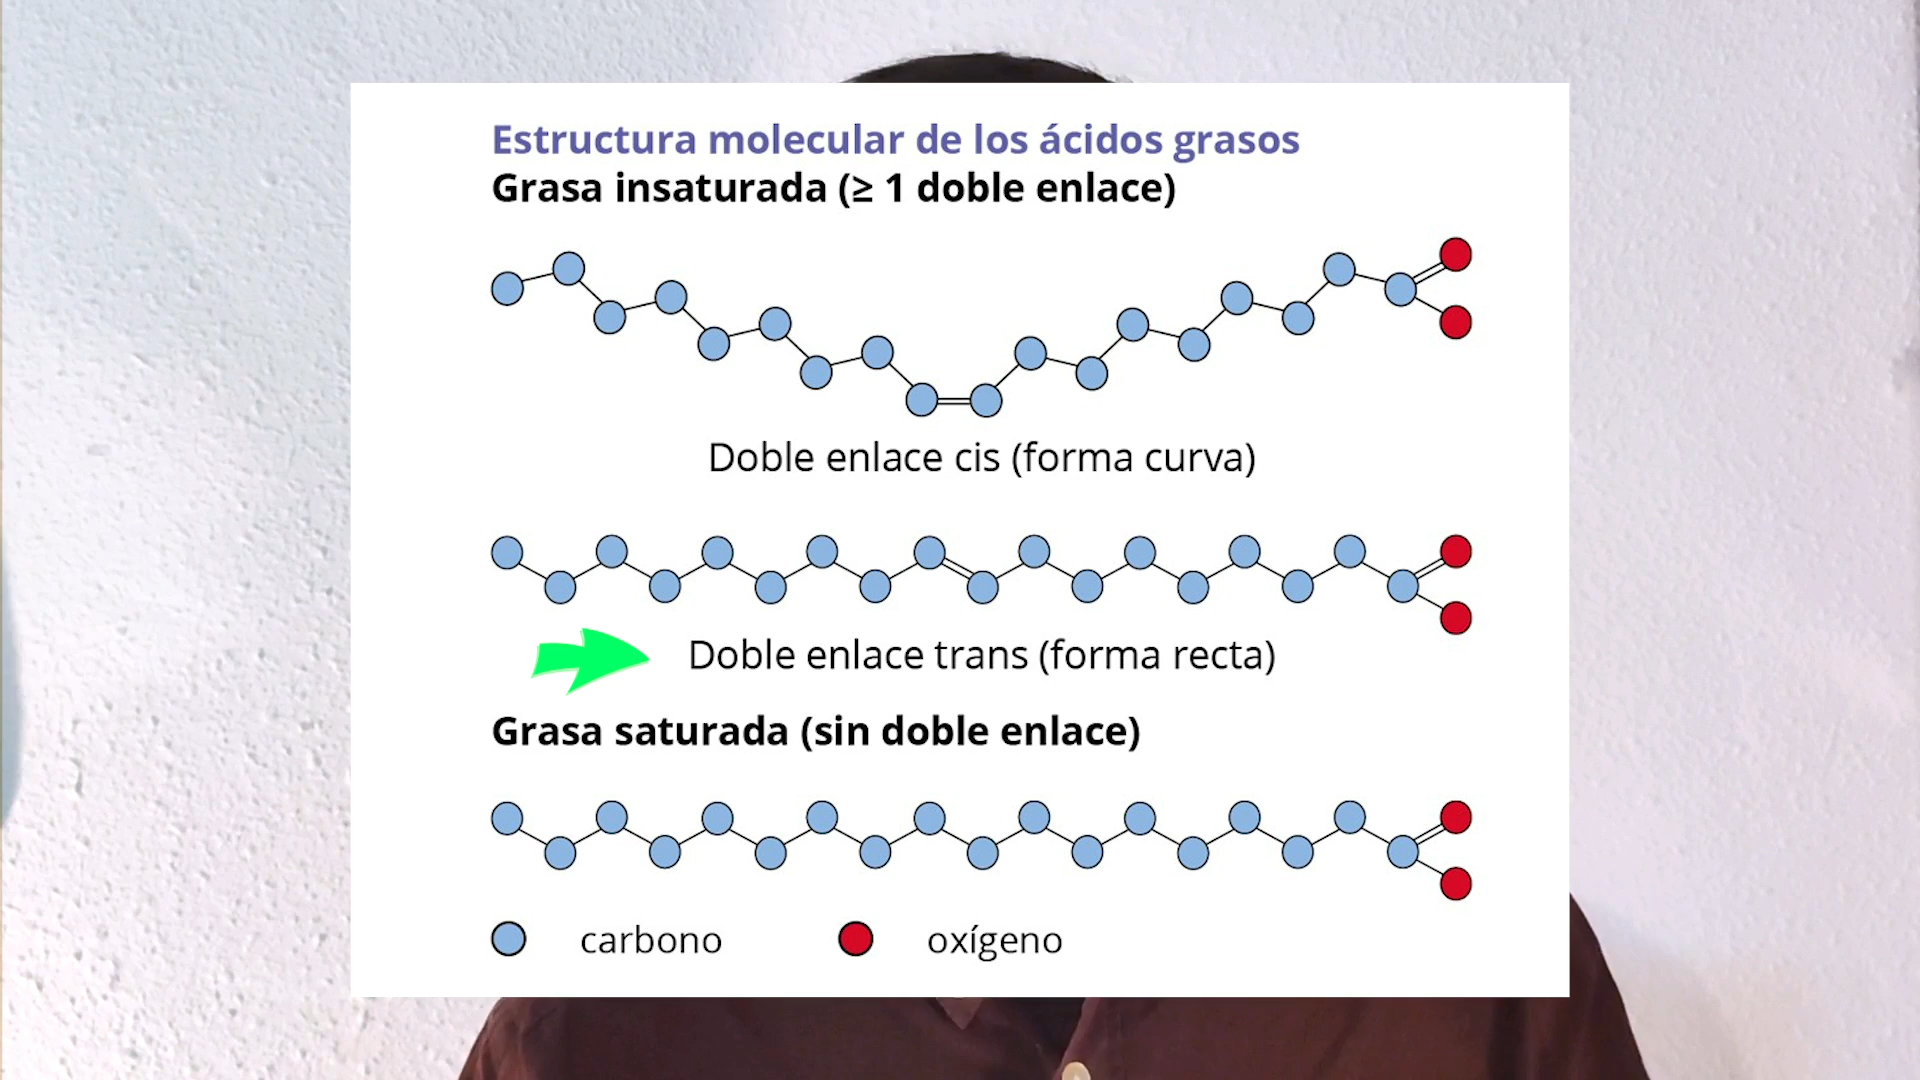 Estructura molecular de los ácidos grasos
Grasa insaturada (≥ 1 doble enlace)
Doble enlace cis (forma curva)
Doble enlace trans (forma recta)
Grasa saturada (sin doble enlace)
carbono oxígeno